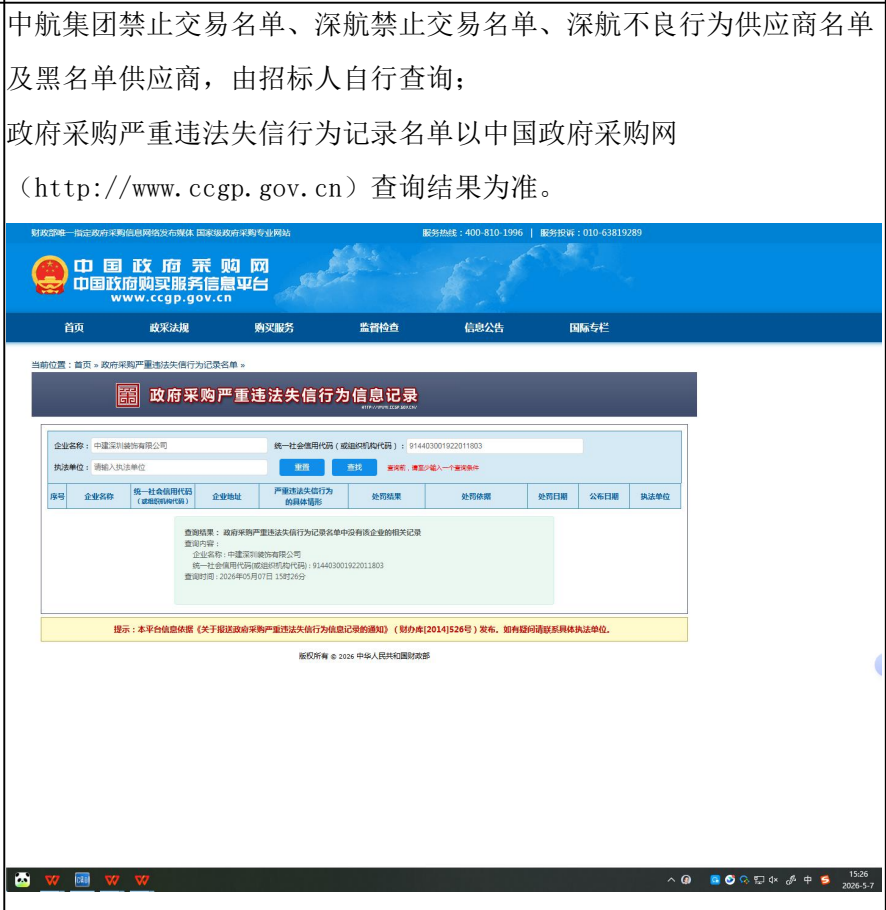 中航集团禁止交易名单、深航禁止交易名单、深航不良行为供应商名单
及黑名单供应商，由招标人自行查询；
政府采购严重违法失信行为记录名单以中国政府采购网
（http://www.ccgp.gov.cn）查询结果为准。
财政部唯一指定政府采购信息网络发布媒体 国家级政府采购专业网站 服务热线：400-810-1996 | 服务投诉：010-63819289
中国政府采购网
中国政府购买服务信息平台
www.ccgp.gov.cn
首页 政采法规 购买服务 监督检查 信息公告 国际专栏
当前位置：首页 » 政府采购严重违法失信行为记录名单 »
政府采购严重违法失信行为信息记录
HTTP://WWW.CCGP.GOV.CN/
企业名称： 中建深圳装饰有限公司 统一社会信用代码（或组织机构代码）： 914403001922011803
执法单位： 请输入执法单位 重置 查找 查询前，请至少输入一个查询条件
序号 企业名称 统一社会信用代码（或组织机构代码） 企业地址 严重违法失信行为的具体情形 处罚结果 处罚依据 处罚日期 公布日期 执法单位
查询结果： 政府采购严重违法失信行为记录名单中没有该企业的相关记录
查询内容：
企业名称：中建深圳装饰有限公司
统一社会信用代码(或组织机构代码)：914403001922011803
查询时间：2026年05月07日 15时26分
提示：本平台信息依据《关于报送政府采购严重违法失信行为信息记录的通知》（财办库[2014]526号）发布。如有疑问请联系具体执法单位。
版权所有 © 2026 中华人民共和国财政部
中
15:26
2026-5-7